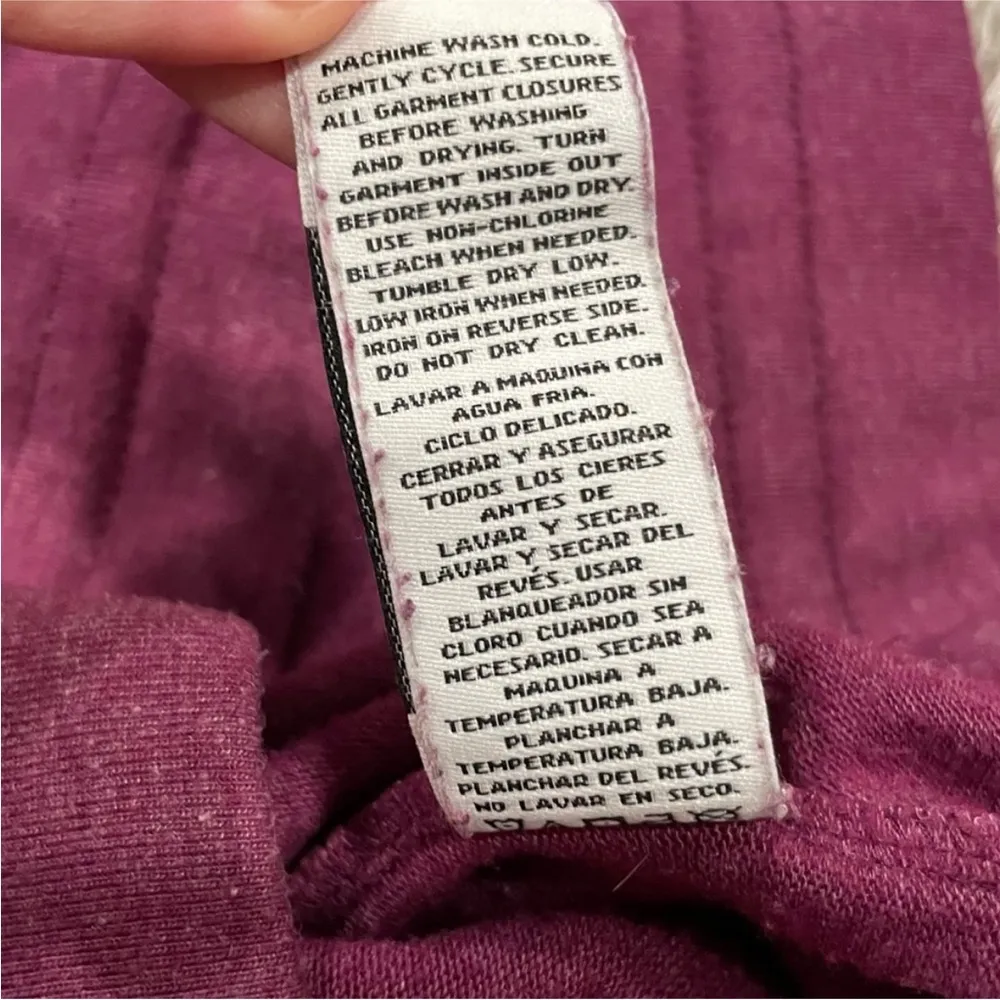 MACHINE WASH COLD.
GENTLY CYCLE. SECURE
ALL GARMENT CLOSURES
BEFORE WASHING
AND DRYING. TURN
GARMENT INSIDE OUT
BEFORE WASH AND DRY.
USE NON-CHLORINE
BLEACH WHEN NEEDED.
TUMBLE DRY LOW.
LOW IRON WHEN NEEDED.
IRON ON REVERSE SIDE.
DO NOT DRY CLEAN.
LAVAR A MAQUINA CON
AGUA FRIA.
CICLO DELICADO.
CERRAR Y ASEGURAR
TODOS LOS CIERES
ANTES DE
LAVAR Y SECAR.
LAVAR Y SECAR DEL
REVÉS. USAR
BLANQUEADOR SIN
CLORO CUANDO SEA
NECESARIO. SECAR A
MAQUINA A
TEMPERATURA BAJA.
PLANCHAR A
TEMPERATURA BAJA.
PLANCHAR DEL REVÉS.
NO LAVAR EN SECO.